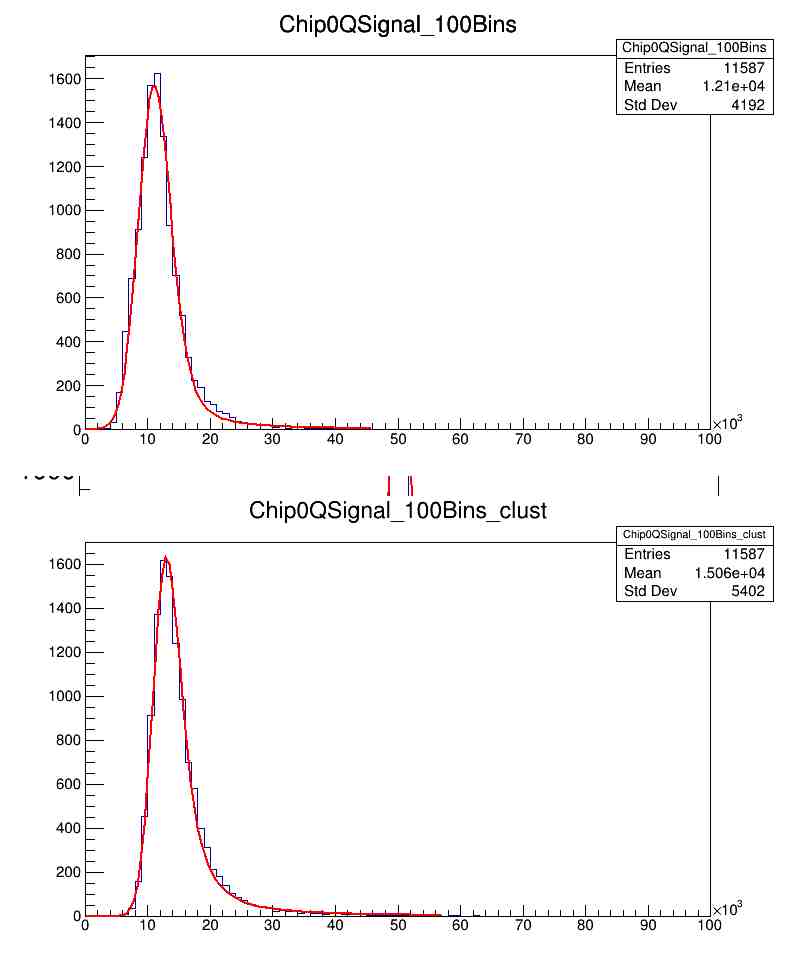 Chip0QSignal_100Bins
Chip0QSignal_100Bins
Entries 11587
Mean 1.21e+04
Std Dev 4192
1600
1400
1200
1000
800
600
400
200
0
0 10 20 30 40 50 60 70 80 90 100
×10³
Chip0QSignal_100Bins_clust
Chip0QSignal_100Bins_clust
Entries 11587
Mean 1.506e+04
Std Dev 5402
1600
1400
1200
1000
800
600
400
200
0
0 10 20 30 40 50 60 70 80 90 100
×10³